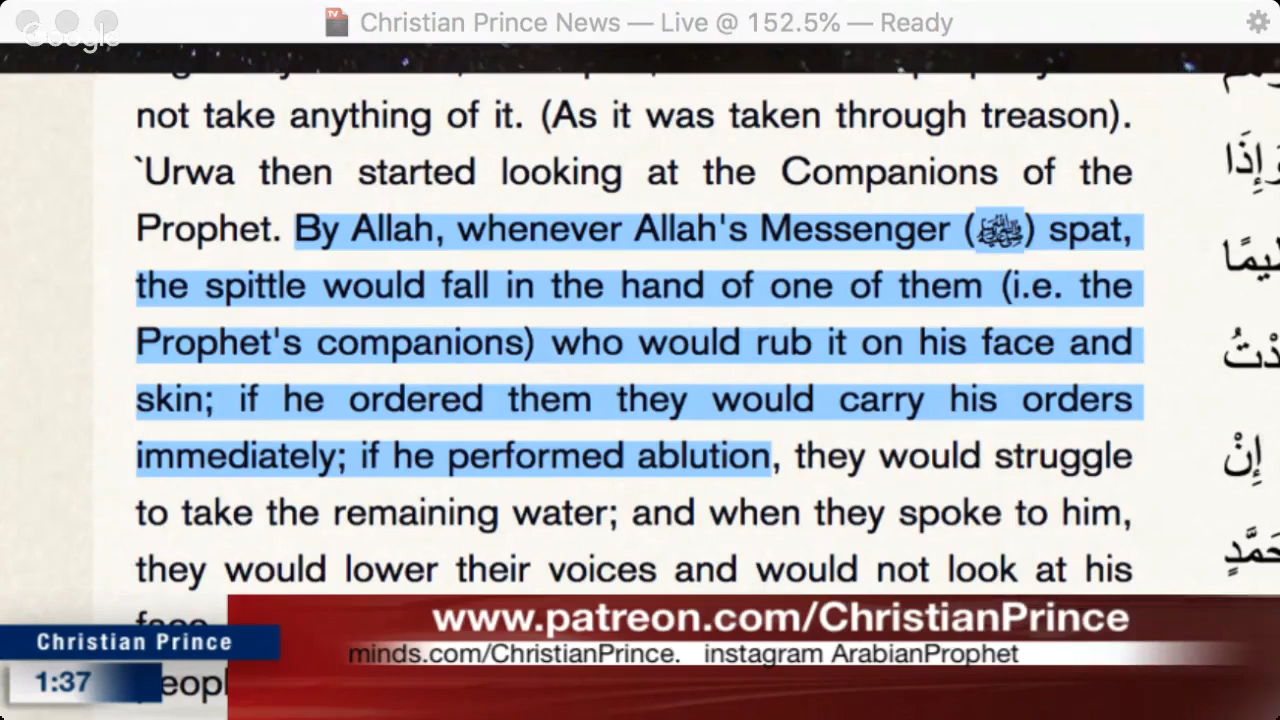 Christian Prince News — Live @ 152.5% — Ready
Google
not take anything of it. (As it was taken through treason).
`Urwa then started looking at the Companions of the
Prophet. By Allah, whenever Allah's Messenger (ﷺ) spat,
the spittle would fall in the hand of one of them (i.e. the
Prophet's companions) who would rub it on his face and
skin; if he ordered them they would carry his orders
immediately; if he performed ablution, they would struggle
to take the remaining water; and when they spoke to him,
they would lower their voices and would not look at his
face
www.patreon.com/ChristianPrince
Christian Prince
minds.com/ChristianPrince. instagram ArabianProphet
1:37
وَإِذَا
إِنْ